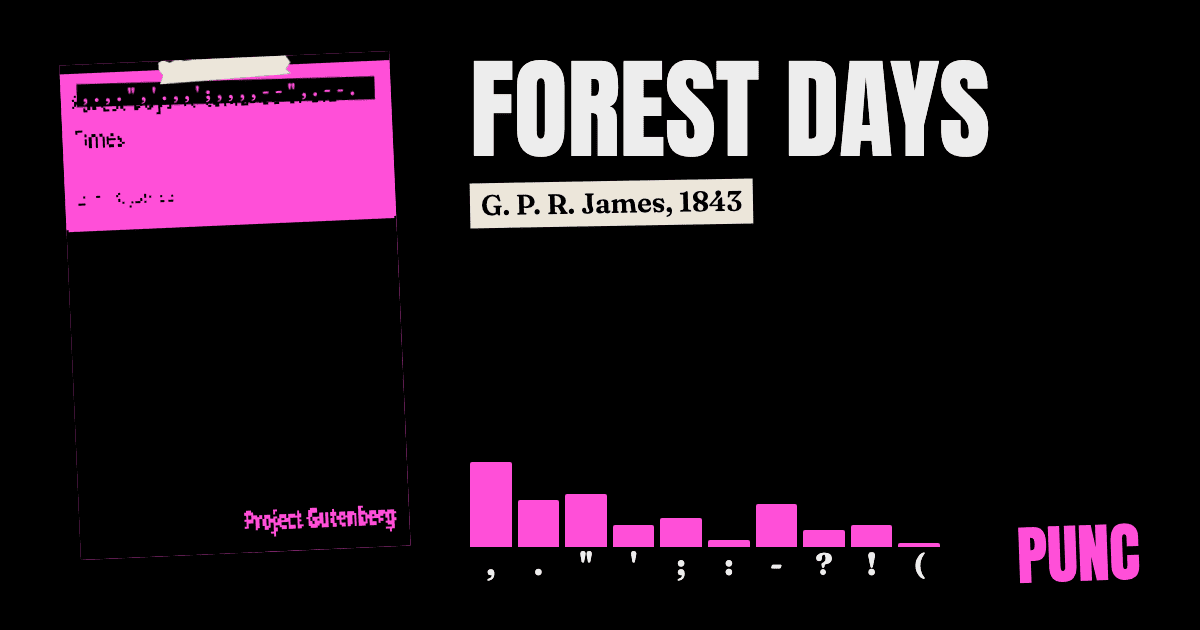 ,.,.",'.,,';,,,,--",.--.
Times
Project Gutenberg
FOREST DAYS
G. P. R. James, 1843
, . " ' ; : - ? ! (
PUNC